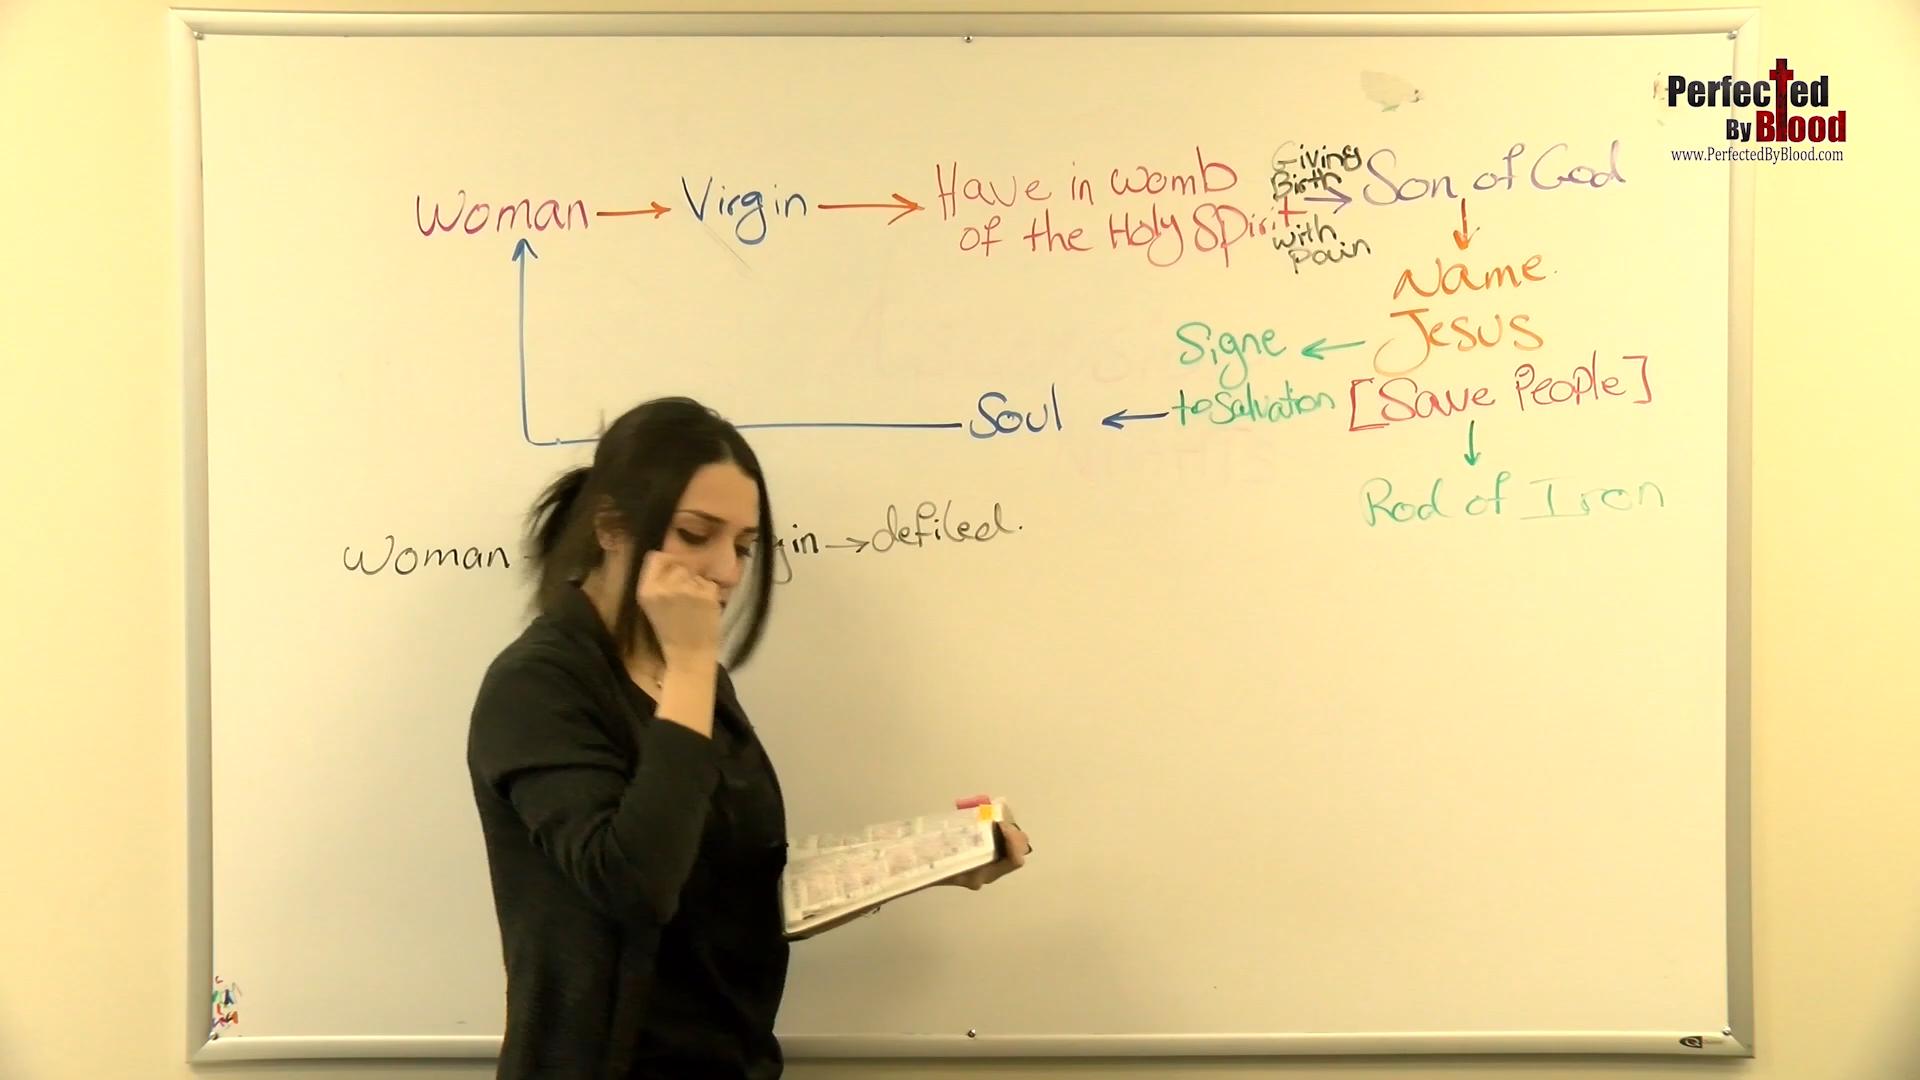 Perfected
By Blood
www.PerfectedByBlood.com
Woman → Virgin → Have in womb
of the Holy Spirit
Giving
Birth
with
Pain
→ Son of God
Name
Jesus
[Save People]
Rod of Iron
Signe
to salvation
Soul
Woman
gin → defiled.